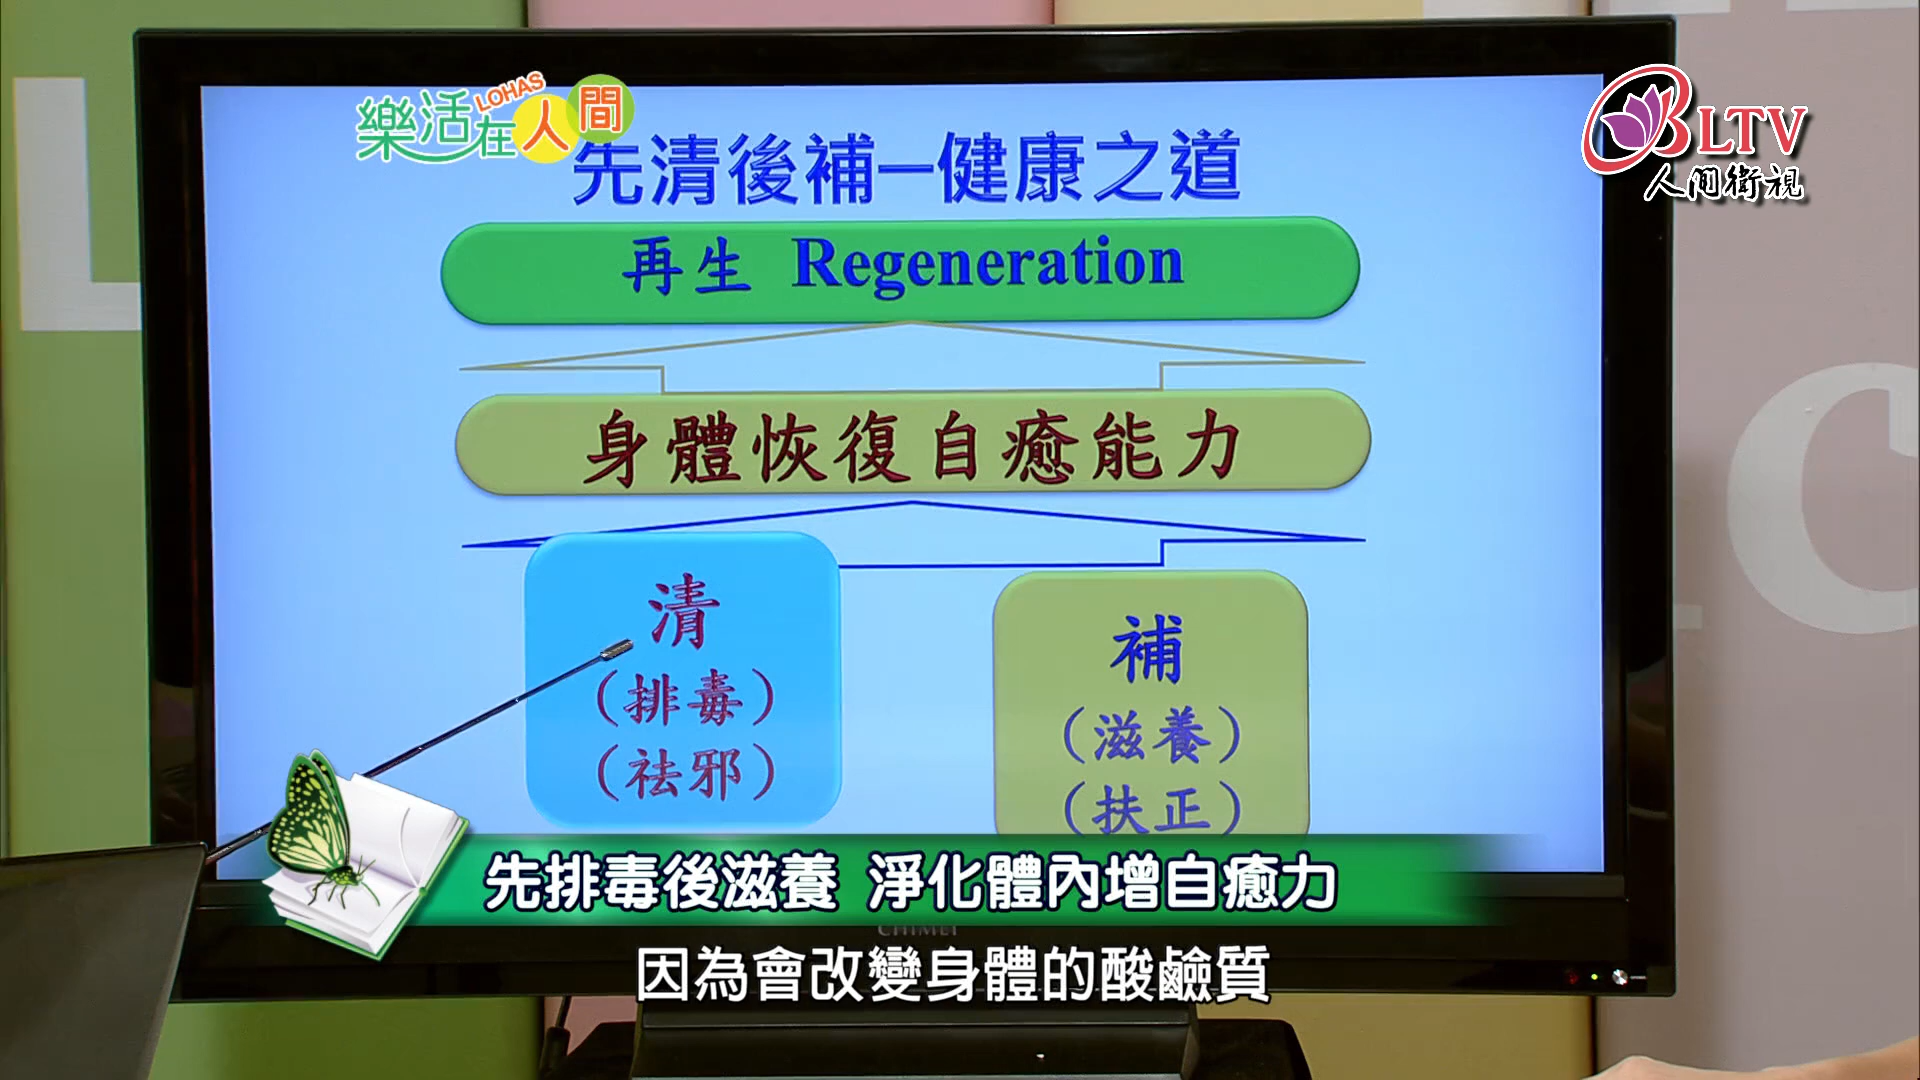 樂活在人間
LOHAS
BLTV
人間衛視
先清後補─健康之道
再生 Regeneration
身體恢復自癒能力
清
（排毒）
（祛邪）
補
（滋養）
（扶正）
先排毒後滋養 淨化體內增自癒力
CHIMEI
因為會改變身體的酸鹼質